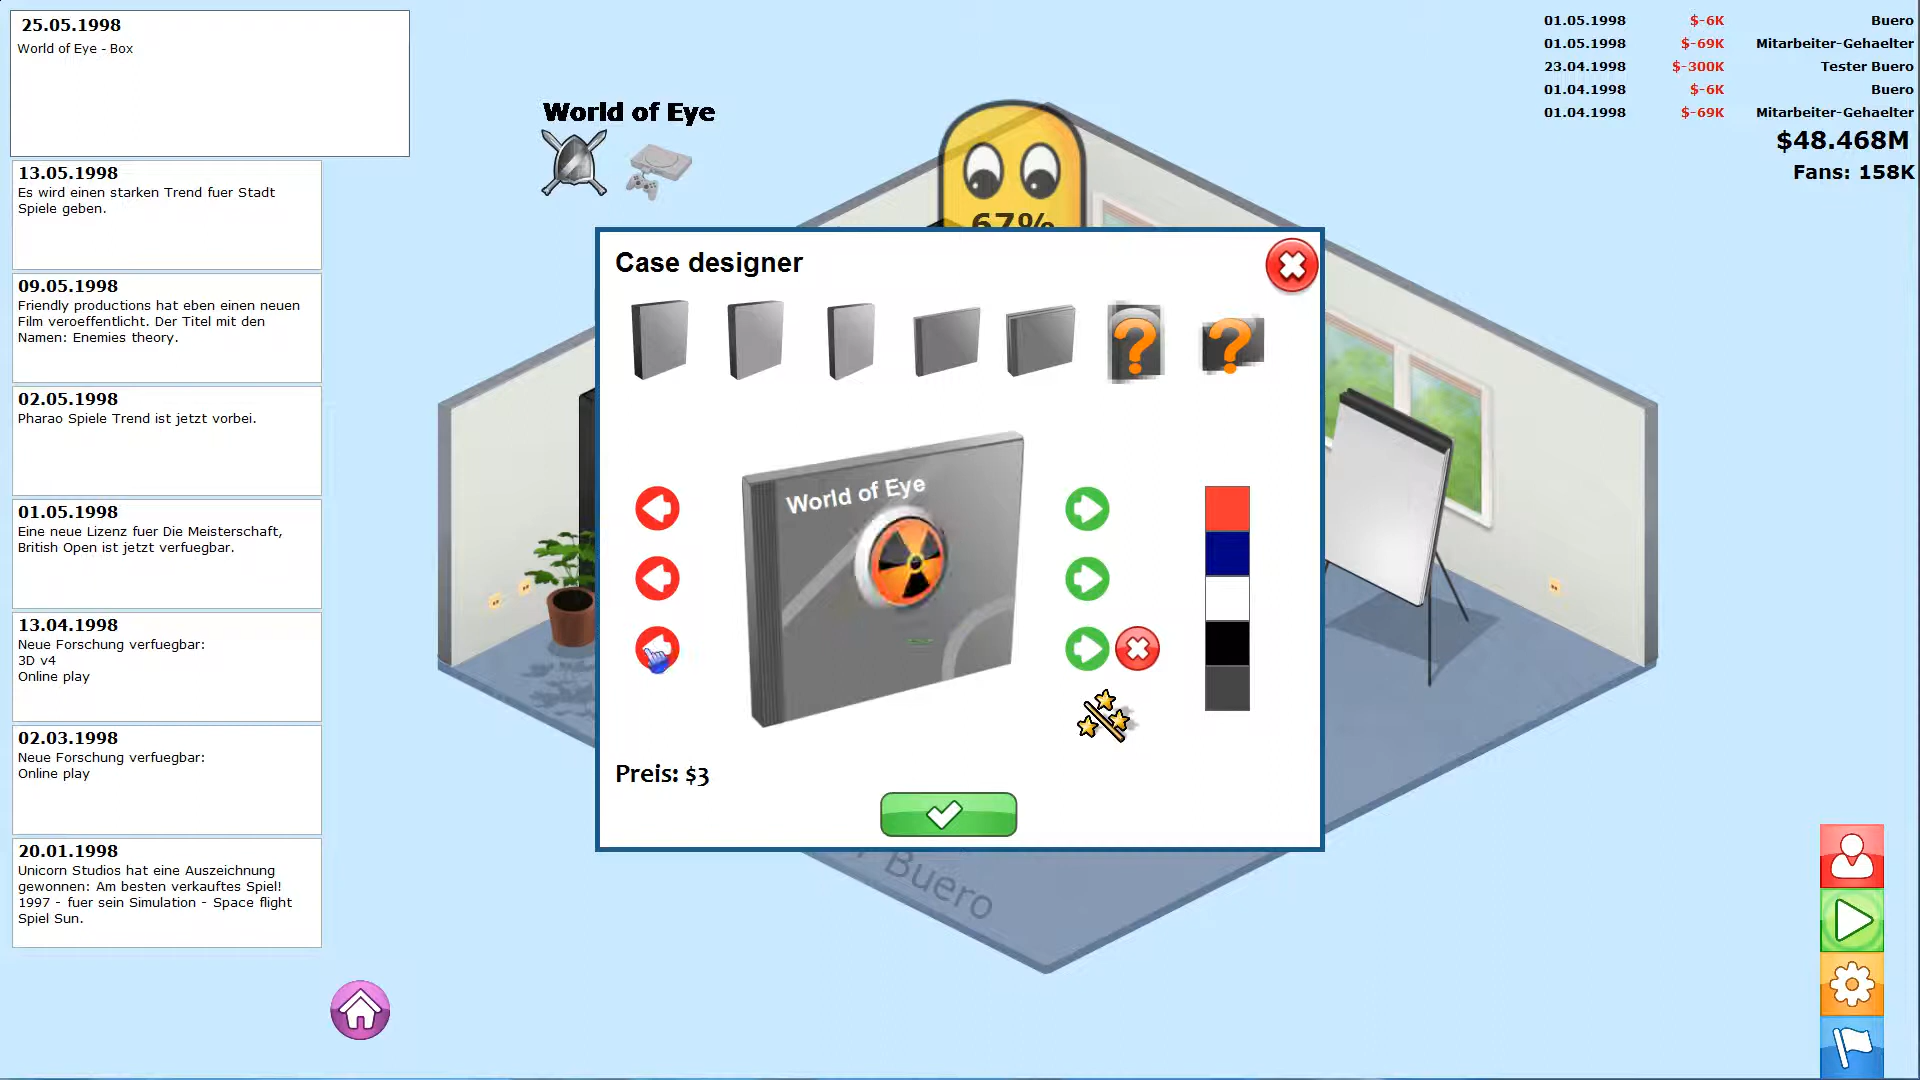 25.05.1998
World of Eye - Box
13.05.1998
Es wird einen starken Trend fuer Stadt
Spiele geben.
09.05.1998
Friendly productions hat eben einen neuen
Film veroeffentlicht. Der Titel mit den
Namen: Enemies theory.
02.05.1998
Pharao Spiele Trend ist jetzt vorbei.
01.05.1998
Eine neue Lizenz fuer Die Meisterschaft,
British Open ist jetzt verfuegbar.
13.04.1998
Neue Forschung verfuegbar:
3D v4
Online play
02.03.1998
Neue Forschung verfuegbar:
Online play
20.01.1998
Unicorn Studios hat eine Auszeichnung
gewonnen: Am besten verkauftes Spiel!
1997 - fuer sein Simulation - Space flight
Spiel Sun.
World of Eye
67%
Case designer
World of Eye
Preis: $3
Buero
01.05.1998 $-6K Buero
01.05.1998 $-69K Mitarbeiter-Gehaelter
23.04.1998 $-300K Tester Buero
01.04.1998 $-6K Buero
01.04.1998 $-69K Mitarbeiter-Gehaelter
$48.468M
Fans: 158K